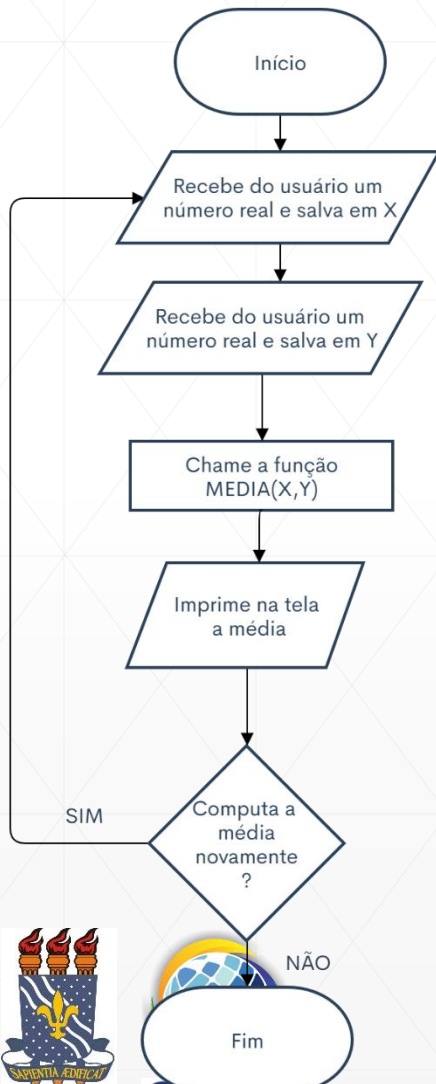 Início
Recebe do usuário um
número real e salva em X
Recebe do usuário um
número real e salva em Y
Chame a função
MEDIA(X,Y)
Imprime na tela
a média
Computa a
média
novamente
?
SIM
NÃO
Fim
SAPIENTIA ÆDIFICAT